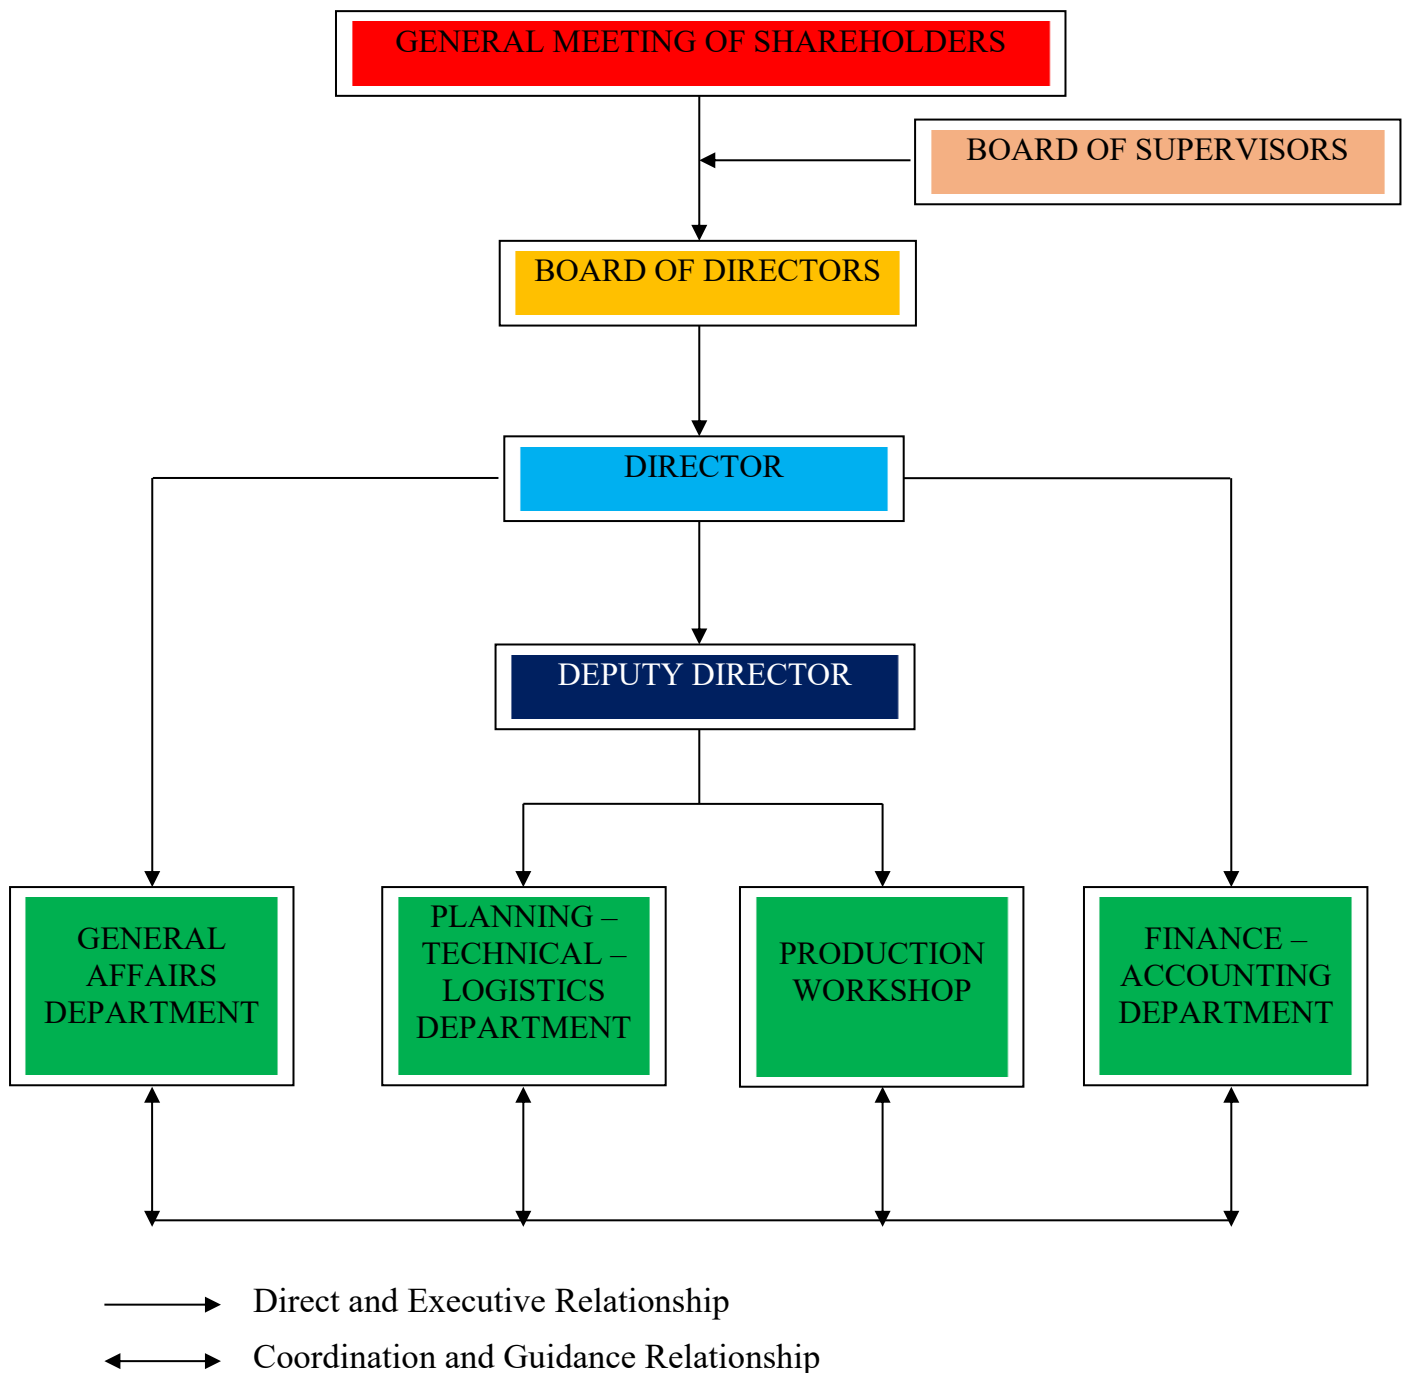 GENERAL MEETING OF SHAREHOLDERS
BOARD OF SUPERVISORS
BOARD OF DIRECTORS
DIRECTOR
DEPUTY DIRECTOR
GENERAL
AFFAIRS
DEPARTMENT
PLANNING –
TECHNICAL –
LOGISTICS
DEPARTMENT
PRODUCTION
WORKSHOP
FINANCE –
ACCOUNTING
DEPARTMENT
Direct and Executive Relationship
Coordination and Guidance Relationship